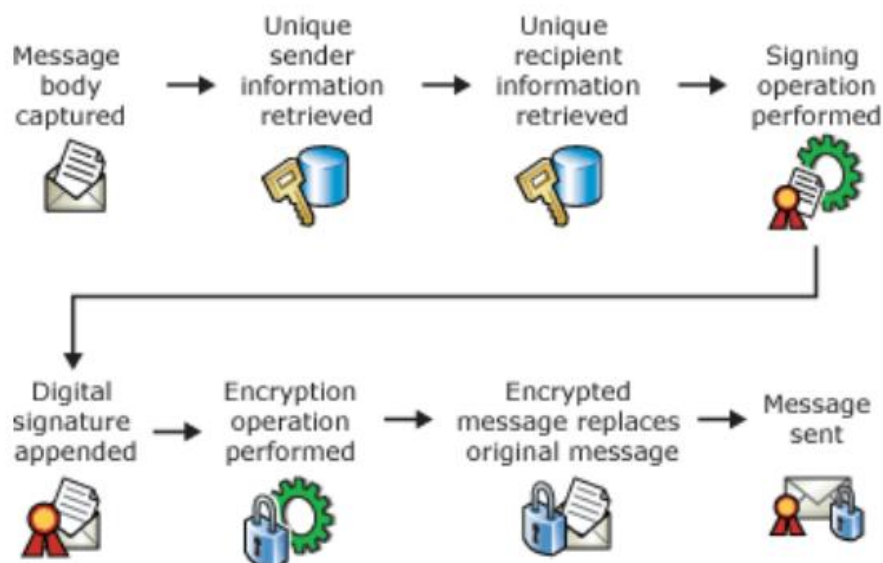 Message
body
captured
Unique
sender
information
retrieved
Unique
recipient
information
retrieved
Signing
operation
performed
Digital
signature
appended
Encryption
operation
performed
Encrypted
message replaces
original message
Message
sent